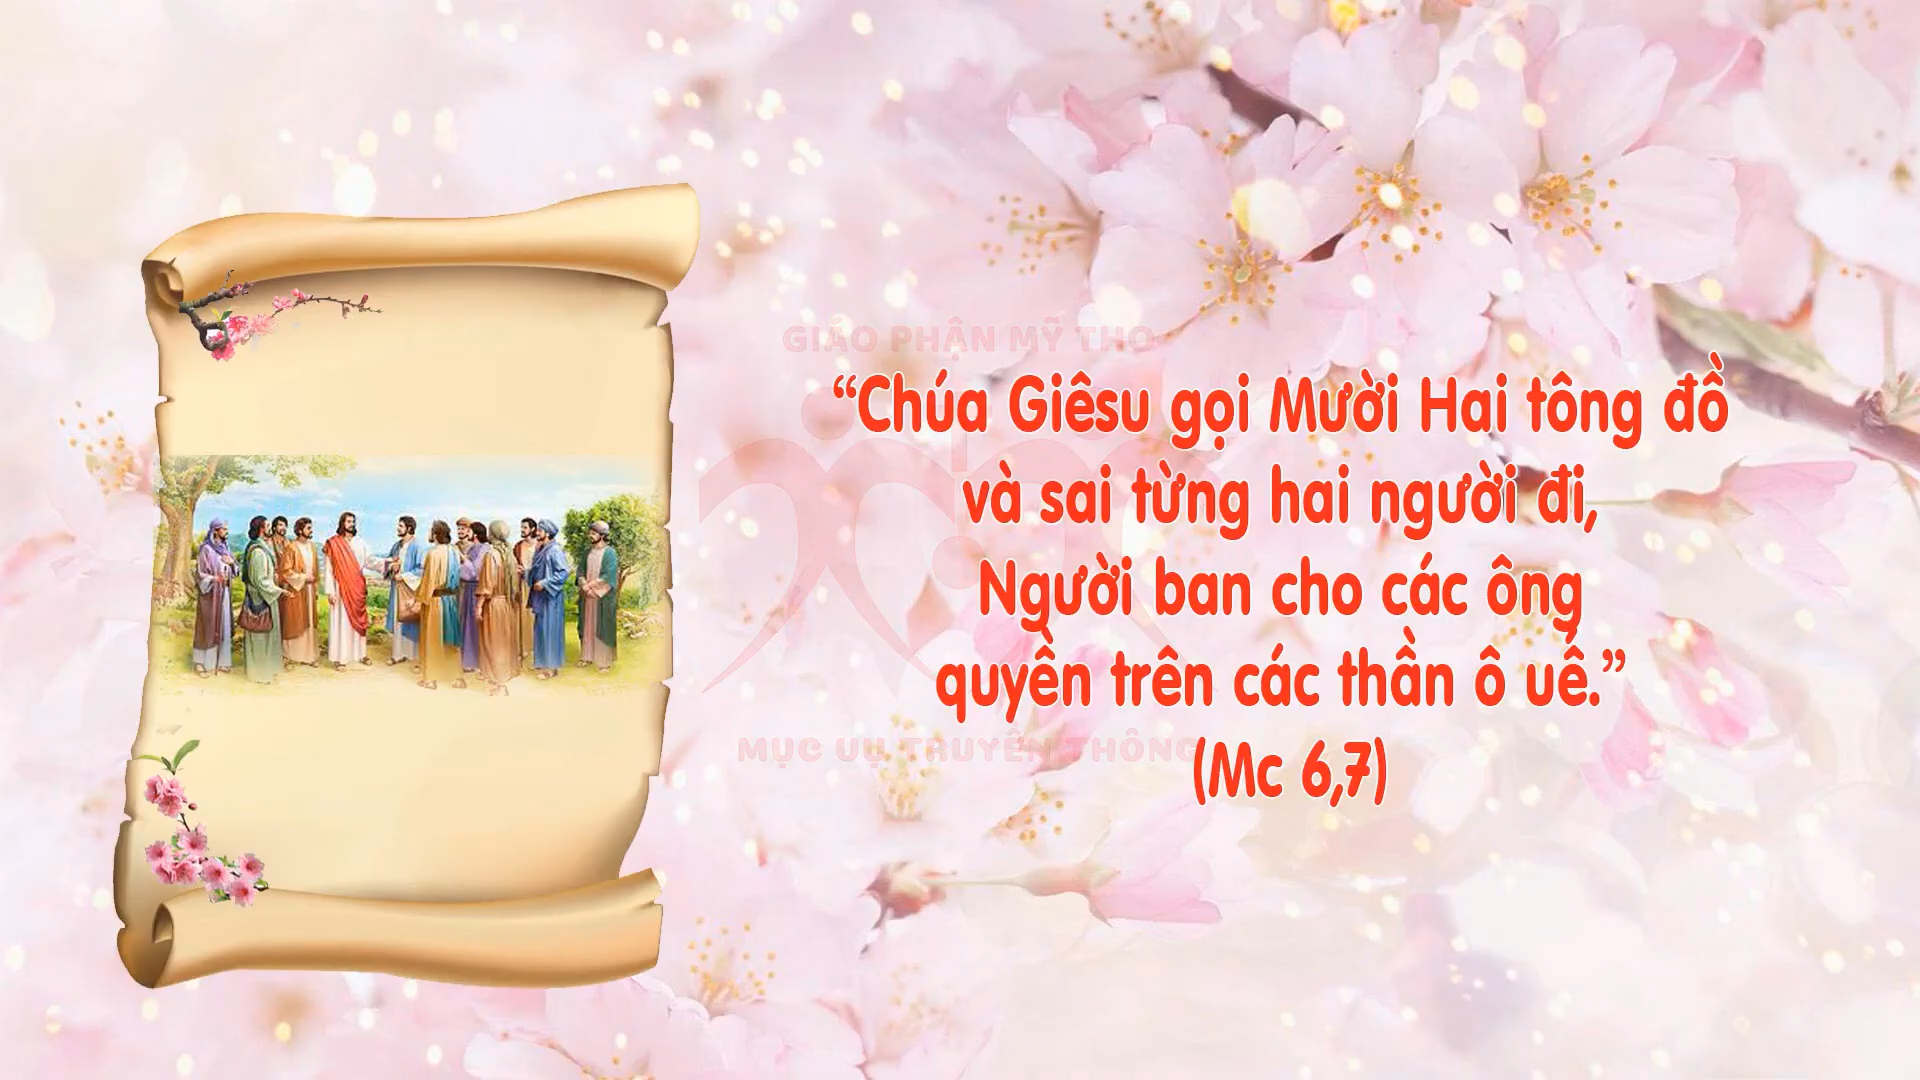 GIÁO PHẬN MỸ THO
“Chúa Giêsu gọi Mười Hai tông đồ
và sai từng hai người đi,
Người ban cho các ông
quyền trên các thần ô uế.”
MỤC VỤ TRUYỀN THÔNG
(Mc 6,7)